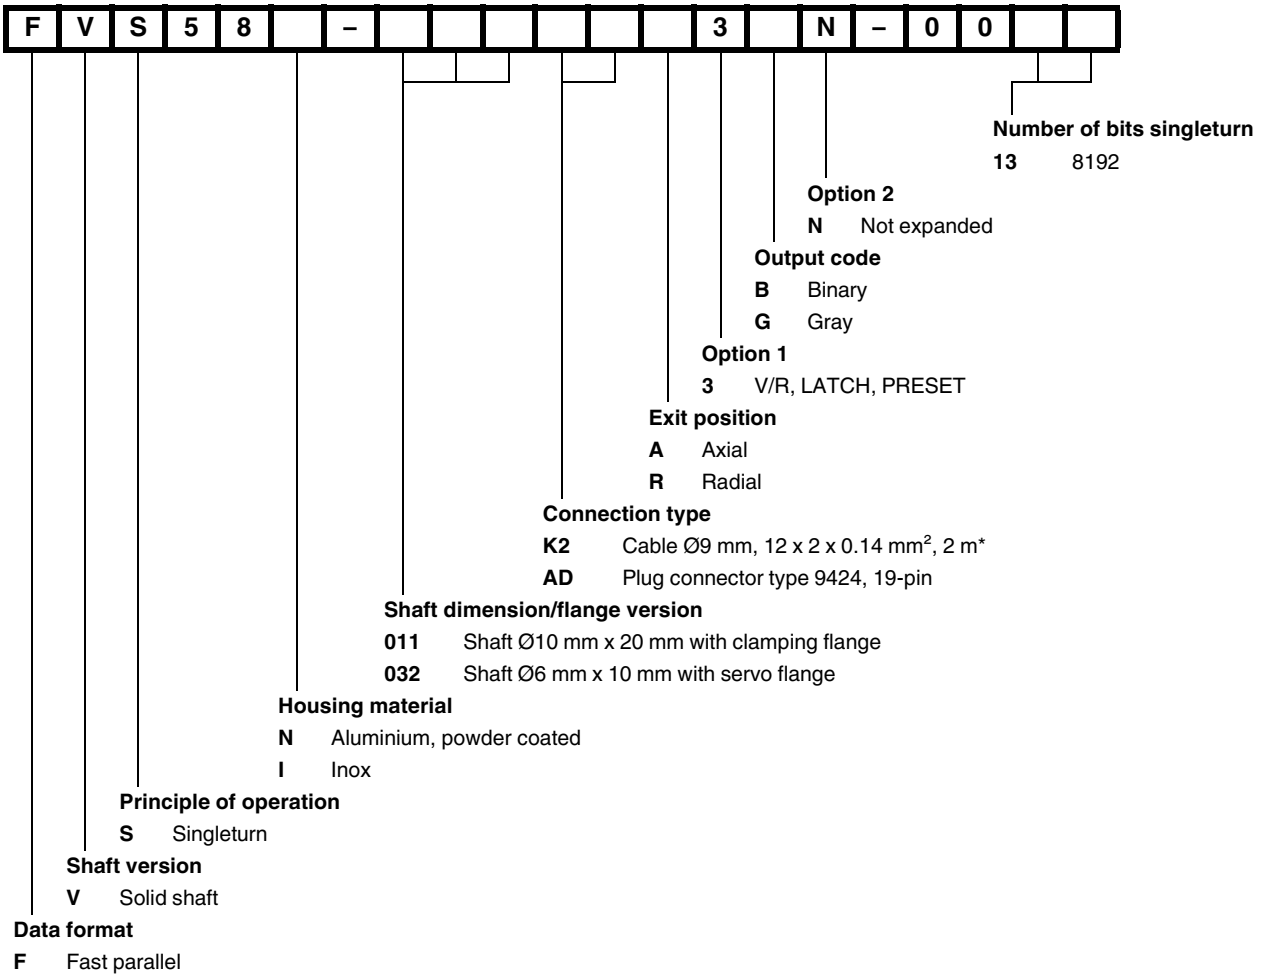 F V S 5 8 – 3 N – 0 0
Number of bits singleturn
13 8192
Option 2
N Not expanded
Output code
B Binary
G Gray
Option 1
3 V/R, LATCH, PRESET
Exit position
A Axial
R Radial
Connection type
K2 Cable Ø9 mm, 12 x 2 x 0.14 mm², 2 m*
AD Plug connector type 9424, 19-pin
Shaft dimension/flange version
011 Shaft Ø10 mm x 20 mm with clamping flange
032 Shaft Ø6 mm x 10 mm with servo flange
Housing material
N Aluminium, powder coated
I Inox
Principle of operation
S Singleturn
Shaft version
V Solid shaft
Data format
F Fast parallel